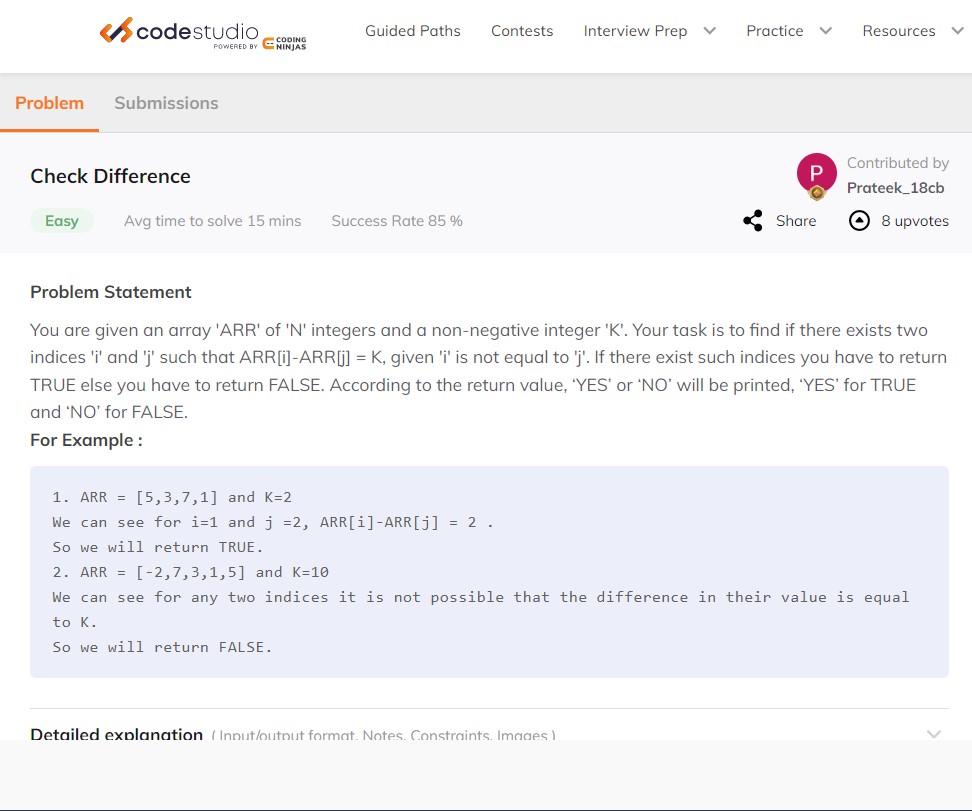 codestudio
POWERED BY CODING NINJAS
Guided Paths Contests Interview Prep Practice Resources
Problem Submissions
Check Difference
P
Contributed by
Prateek_18cb
Easy Avg time to solve 15 mins Success Rate 85 % Share 8 upvotes
Problem Statement
You are given an array 'ARR' of 'N' integers and a non-negative integer 'K'. Your task is to find if there exists two
indices 'i' and 'j' such that ARR[i]-ARR[j] = K, given 'i' is not equal to 'j'. If there exist such indices you have to return
TRUE else you have to return FALSE. According to the return value, ‘YES’ or ‘NO’ will be printed, ‘YES’ for TRUE
and ‘NO’ for FALSE.
For Example :
1. ARR = [5,3,7,1] and K=2
We can see for i=1 and j =2, ARR[i]-ARR[j] = 2 .
So we will return TRUE.
2. ARR = [-2,7,3,1,5] and K=10
We can see for any two indices it is not possible that the difference in their value is equal
to K.
So we will return FALSE.
Detailed explanation ( Input/output format, Notes, Constraints, Images )